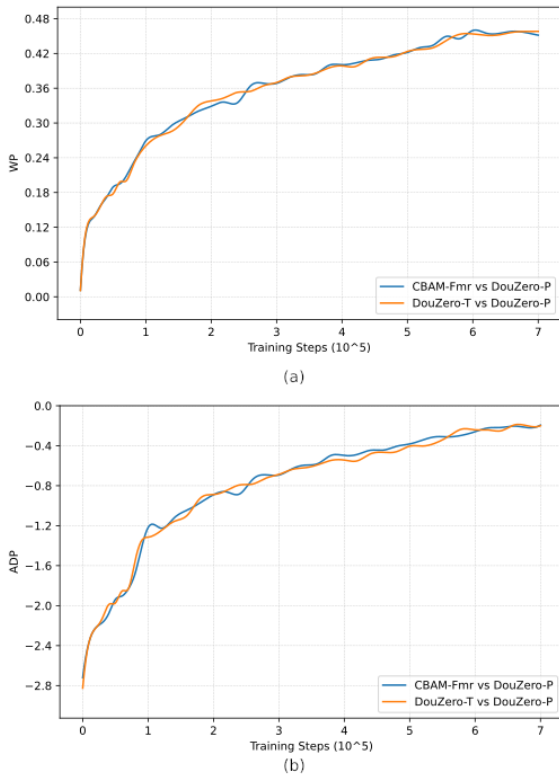 0.48
0.42
0.36
0.30
0.24
0.18
0.12
0.06
0.00
WP
CBAM-Fmr vs DouZero-P
DouZero-T vs DouZero-P
0 1 2 3 4 5 6 7
Training Steps (10^5)
(a)
0.0
−0.4
−0.8
−1.2
−1.6
−2.0
−2.4
−2.8
ADP
CBAM-Fmr vs DouZero-P
DouZero-T vs DouZero-P
0 1 2 3 4 5 6 7
Training Steps (10^5)
(b)